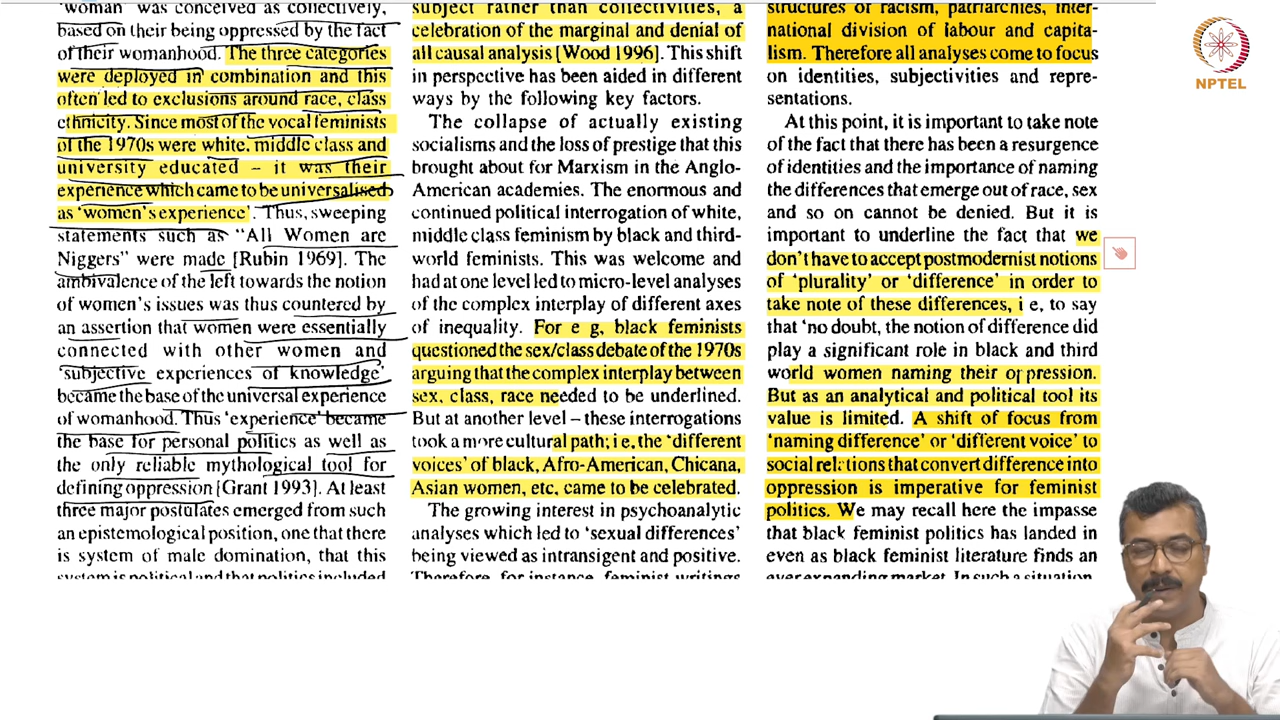 'woman' was conceived as collectively,
based on their being oppressed by the fact
of their womanhood. The three categories
were deployed in combination and this
often led to exclusions around race, class
ethnicity. Since most of the vocal feminists
of the 1970s were white, middle class and
university educated – it was their
experience which came to be universalised
as 'women's experience'. Thus, sweeping
statements such as "All Women are
Niggers" were made [Rubin 1969]. The
ambivalence of the left towards the notion
of women's issues was thus countered by
an assertion that women were essentially
connected with other women and
'subjective experiences of knowledge'
became the base of the universal experience
of womanhood. Thus 'experience' became
the base for personal politics as well as
the only reliable mythological tool for
defining oppression [Grant 1993]. At least
three major postulates emerged from such
an epistemological position, one that there
is system of male domination, that this
system is political and that politics included
subject rather than collectivities, a
celebration of the marginal and denial of
all causal analysis [Wood 1996]. This shift
in perspective has been aided in different
ways by the following key factors.
The collapse of actually existing
socialisms and the loss of prestige that this
brought about for Marxism in the Anglo-
American academies. The enormous and
continued political interrogation of white,
middle class feminism by black and third-
world feminists. This was welcome and
had at one level led to micro-level analyses
of the complex interplay of different axes
of inequality. For e g, black feminists
questioned the sex/class debate of the 1970s
arguing that the complex interplay between
sex, class, race needed to be underlined.
But at another level – these interrogations
took a more cultural path; i e, the 'different
voices' of black, Afro-American, Chicana,
Asian women, etc, came to be celebrated.
The growing interest in psychoanalytic
analyses which led to 'sexual differences'
being viewed as intransigent and positive.
Therefore, for instance, feminist writings
structures of racism, patriarchies, inter-
national division of labour and capita-
lism. Therefore all analyses come to focus
on identities, subjectivities and repre-
sentations.
At this point, it is important to take note
of the fact that there has been a resurgence
of identities and the importance of naming
the differences that emerge out of race, sex
and so on cannot be denied. But it is
important to underline the fact that we
don't have to accept postmodernist notions
of 'plurality' or 'difference' in order to
take note of these differences, i e, to say
that 'no doubt, the notion of difference did
play a significant role in black and third
world women naming their oppression.
But as an analytical and political tool its
value is limited. A shift of focus from
'naming difference' or 'different voice' to
social relations that convert difference into
oppression is imperative for feminist
politics. We may recall here the impasse
that black feminist politics has landed in
even as black feminist literature finds an
ever expanding market. In such a situation,
NPTEL